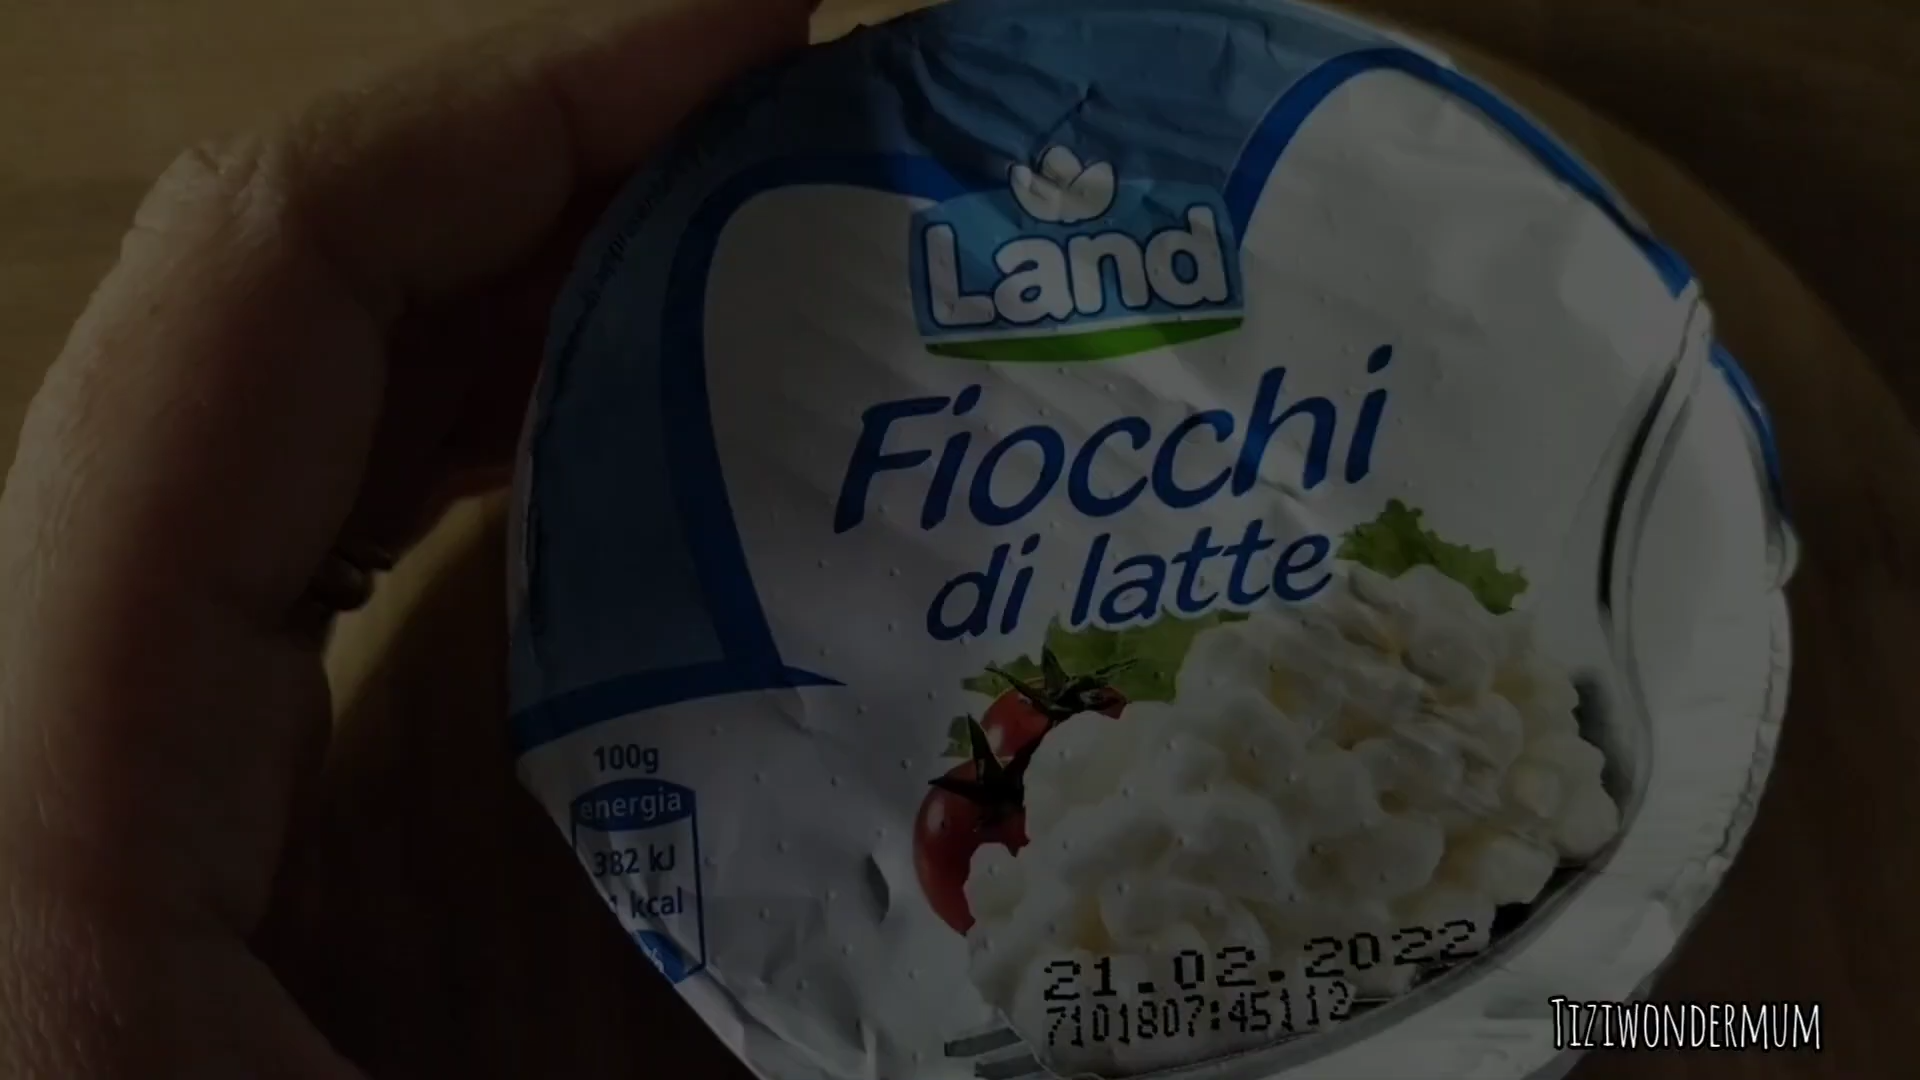 Land
Fiocchi
di latte
100g
energia
382 kJ
kcal
21.02.2022
7101807:45112
TIZIWONDERMUM